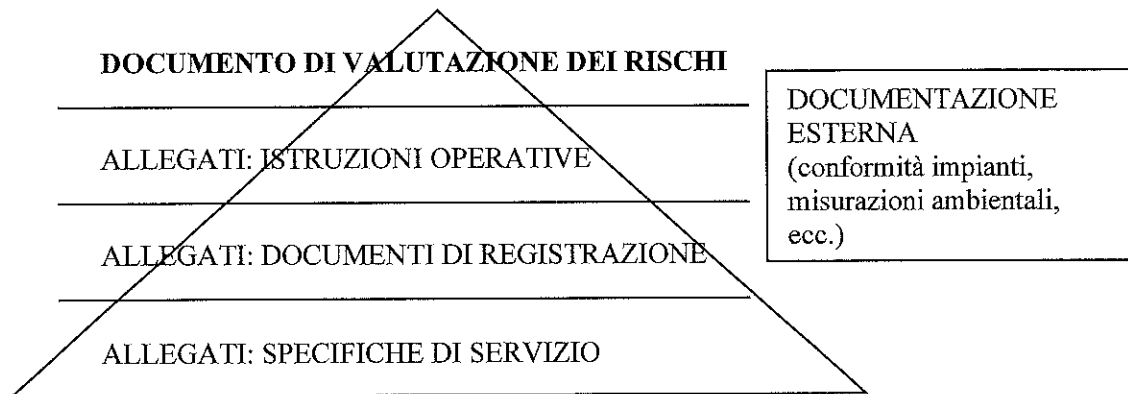 DOCUMENTO DI VALUTAZIONE DEI RISCHI
ALLEGATI: ISTRUZIONI OPERATIVE
ALLEGATI: DOCUMENTI DI REGISTRAZIONE
ALLEGATI: SPECIFICHE DI SERVIZIO
DOCUMENTAZIONE
ESTERNA
(conformità impianti,
misurazioni ambientali,
ecc.)